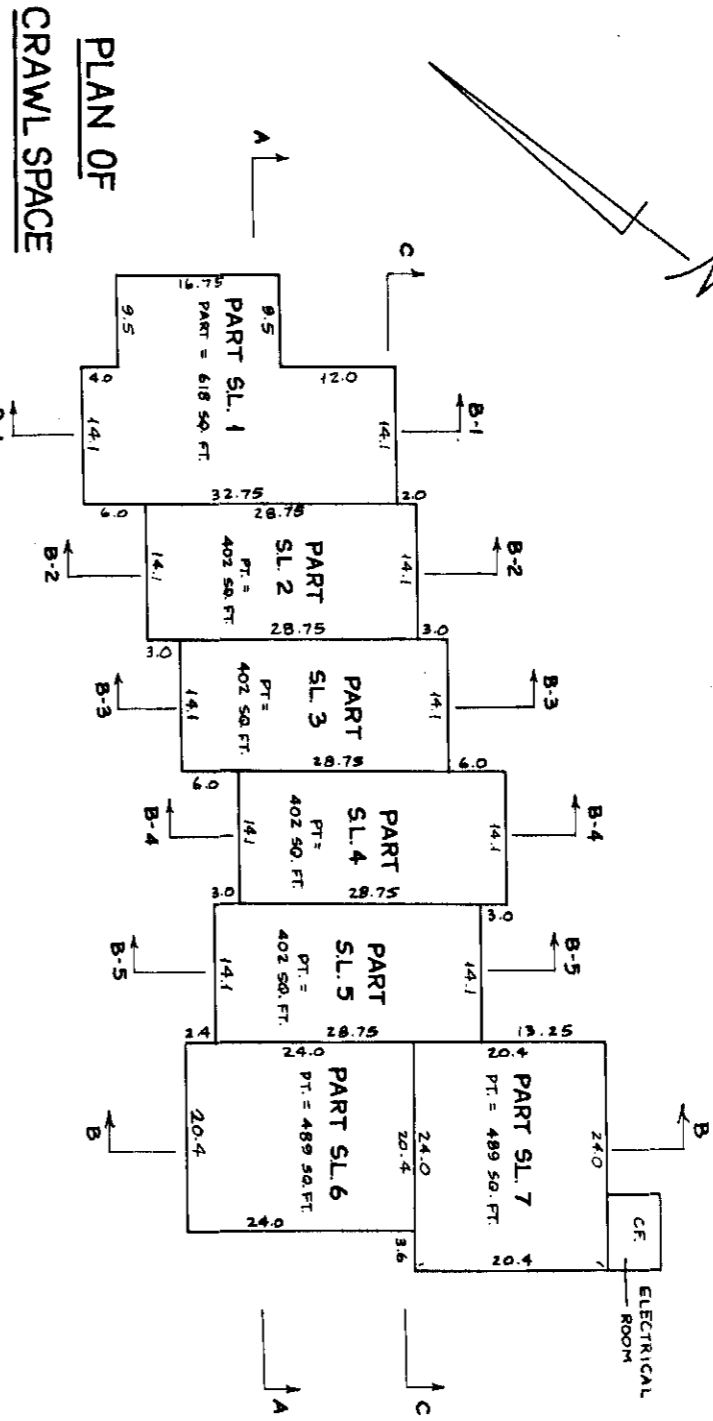 PLAN OF
CRAWL SPACE
N
A
C
16.75
9.5
9.5
PART S.L. 1
PART = 618 SQ. FT.
4.0
12.0
14.1
14.1
B-1
32.75
6.0
28.75
2.0
B-2
14.1
PART
S.L. 2
PT. =
402 SQ. FT.
14.1
B-2
28.75
3.0
3.0
B-3
14.1
PART
S.L. 3
PT =
402 SQ. FT.
14.1
B-3
28.75
6.0
6.0
B-4
14.1
PART
S.L. 4
PT =
402 SQ. FT.
14.1
B-4
28.75
3.0
3.0
B-5
14.1
PART
S.L. 5
PT. =
402 SQ. FT.
14.1
B-5
28.75
2.4
13.25
24.0
20.4
B
20.4
PART S.L. 6
PT. = 489 SQ. FT.
20.4
24.0
PART S.L. 7
PT. = 489 SQ. FT.
24.0
B
24.0
3.6
20.4
C.F.
ELECTRICAL
ROOM
A
C